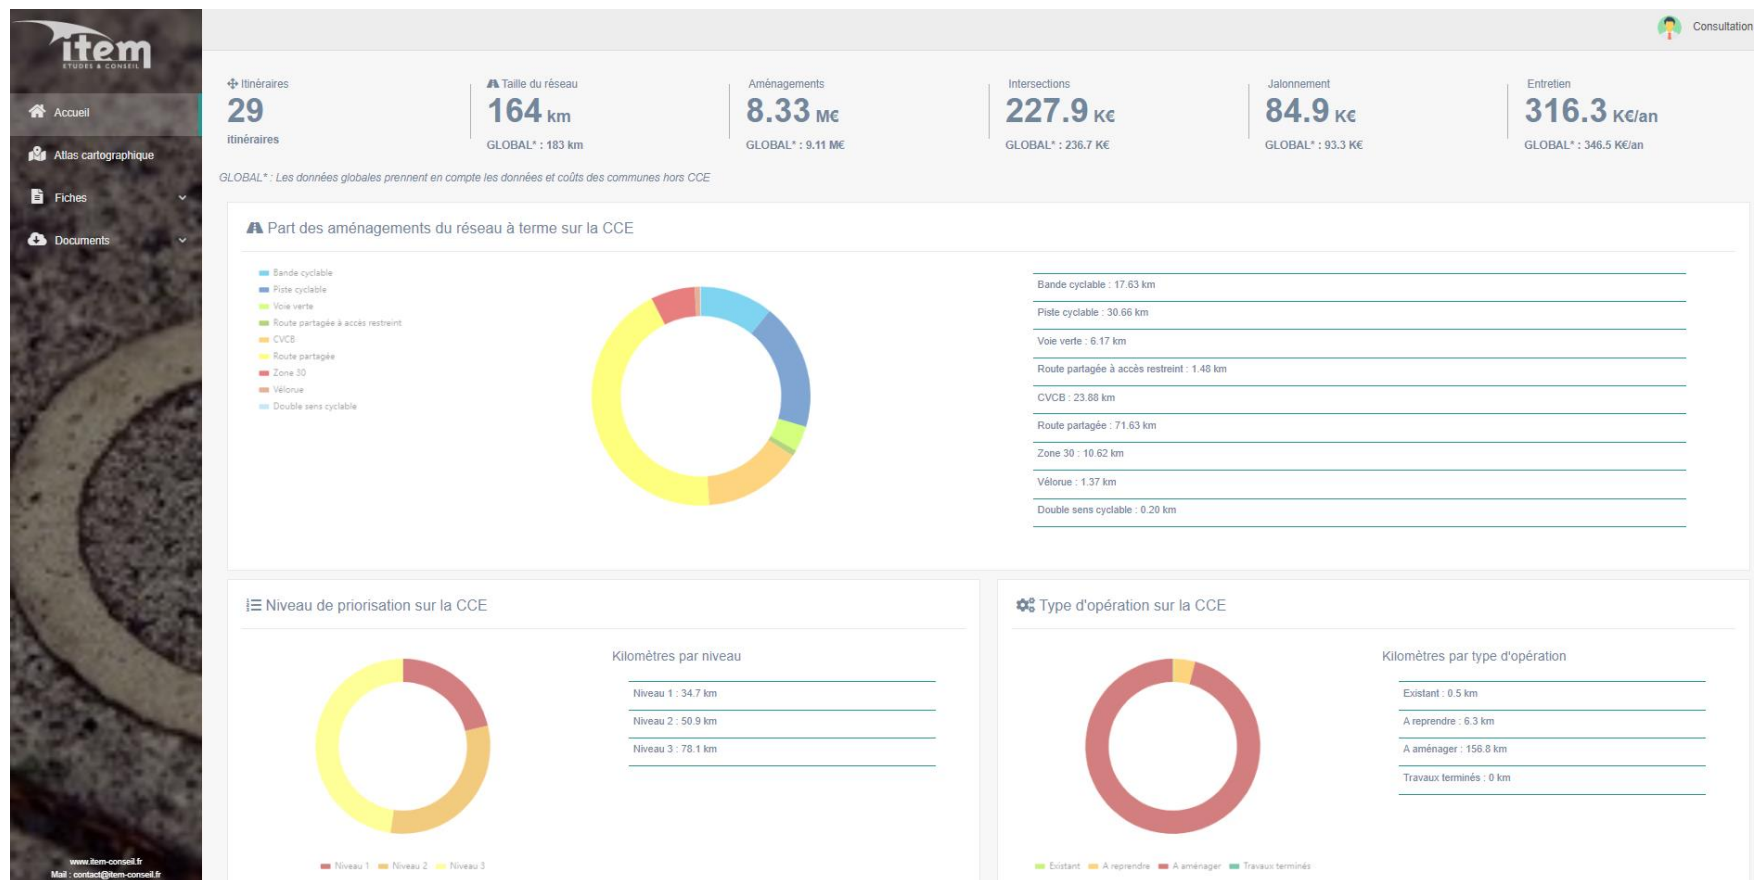 item
ETUDES & CONSEIL
Consultation
Accueil
Atlas cartographique
Fiches
Documents
www.item-conseil.fr
Mail : contact@item-conseil.fr
Itinéraires
29
itinéraires
Taille du réseau
164 km
GLOBAL* : 183 km
Aménagements
8.33 M€
GLOBAL* : 9.11 M€
Intersections
227.9 K€
GLOBAL* : 236.7 K€
Jalonnement
84.9 K€
GLOBAL* : 93.3 K€
Entretien
316.3 K€/an
GLOBAL* : 346.5 K€/an
GLOBAL* : Les données globales prennent en compte les données et coûts des communes hors CCE
Part des aménagements du réseau à terme sur la CCE
Bande cyclable
Piste cyclable
Voie verte
Route partagée à accès restreint
CVCB
Route partagée
Zone 30
Vélorue
Double sens cyclable
Bande cyclable : 17.63 km
Piste cyclable : 30.66 km
Voie verte : 6.17 km
Route partagée à accès restreint : 1.48 km
CVCB : 23.88 km
Route partagée : 71.63 km
Zone 30 : 10.62 km
Vélorue : 1.37 km
Double sens cyclable : 0.20 km
Niveau de priorisation sur la CCE
Kilomètres par niveau
Niveau 1 : 34.7 km
Niveau 2 : 50.9 km
Niveau 3 : 78.1 km
Niveau 1 Niveau 2 Niveau 3
Type d'opération sur la CCE
Kilomètres par type d'opération
Existant : 0.5 km
A reprendre : 6.3 km
A aménager : 156.8 km
Travaux terminés : 0 km
Existant A reprendre A aménager Travaux terminés